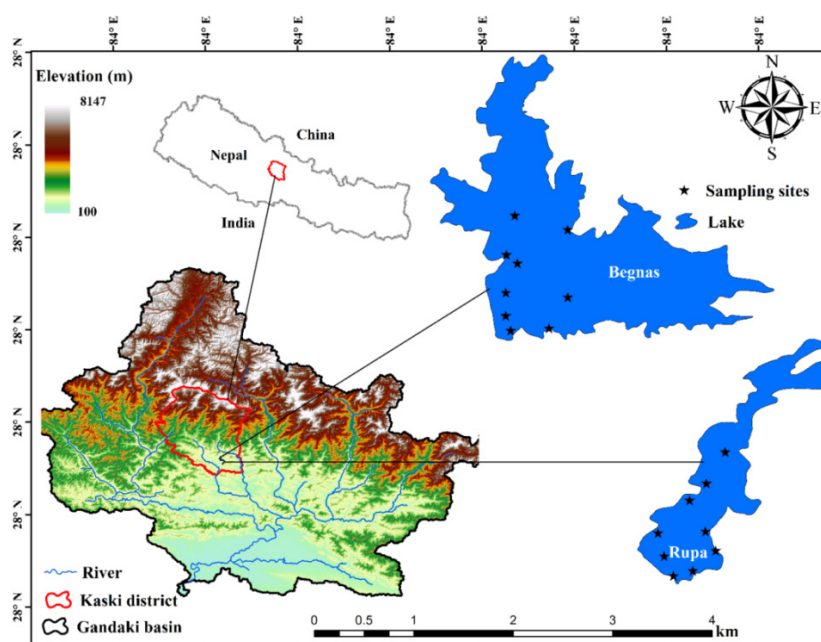 84° E 84° E 84° E 84° E 84° E 84° E 84° E 84° E
28° N
28° N
28° N
28° N
28° N
28° N
28° N
Elevation (m)
8147
100
China
Nepal
India
N
W E
S
Sampling sites
Lake
Begnas
Rupa
River
Kaski district
Gandaki basin
0 0.5 1 2 3 4
km